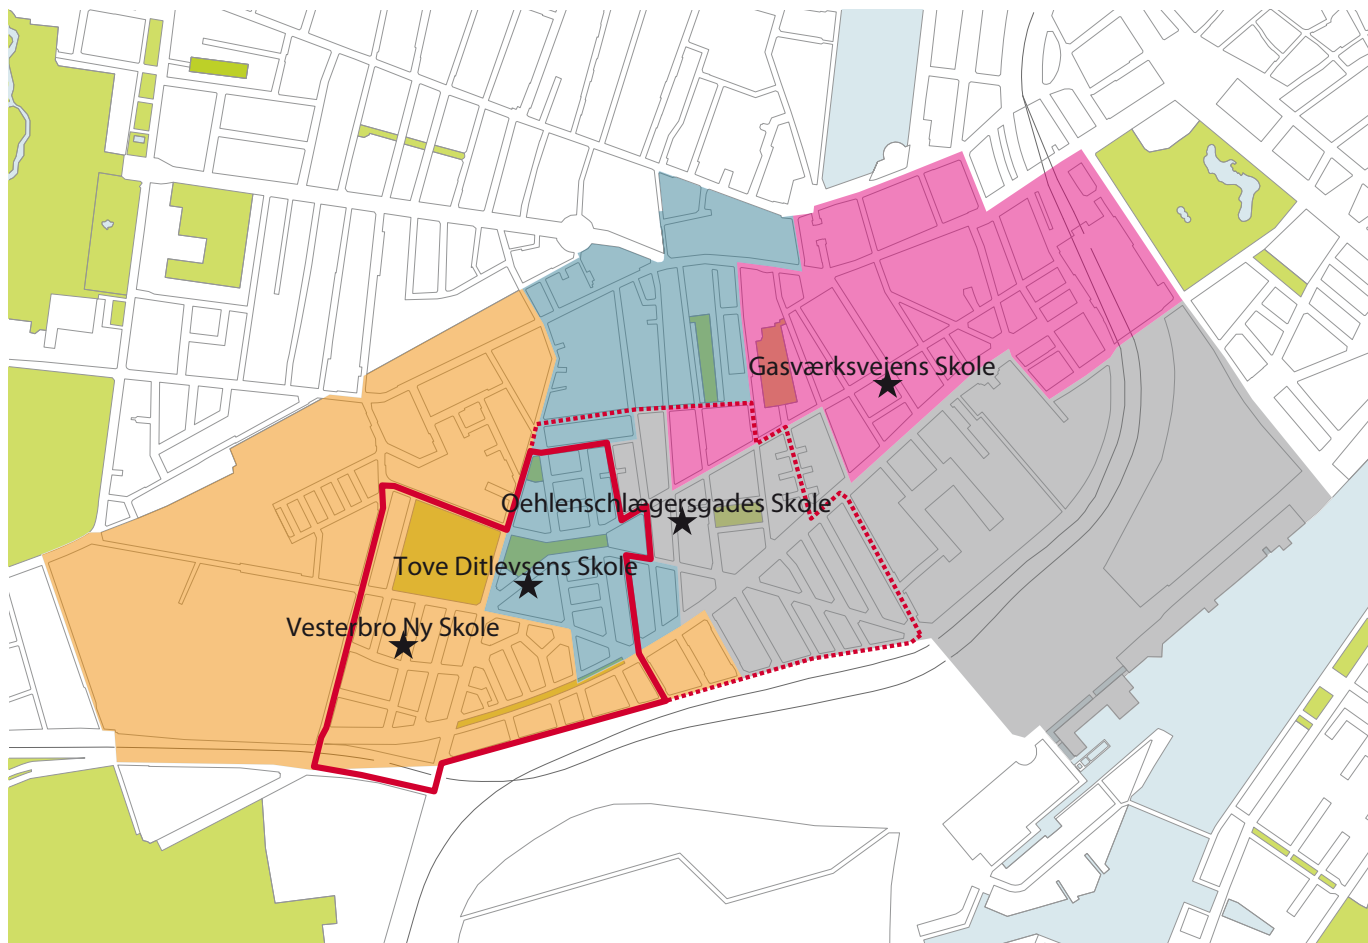 Gasværksvejens Skole
Oehlenschlægersgades Skole
Tove Ditlevsens Skole
Vesterbro Ny Skole